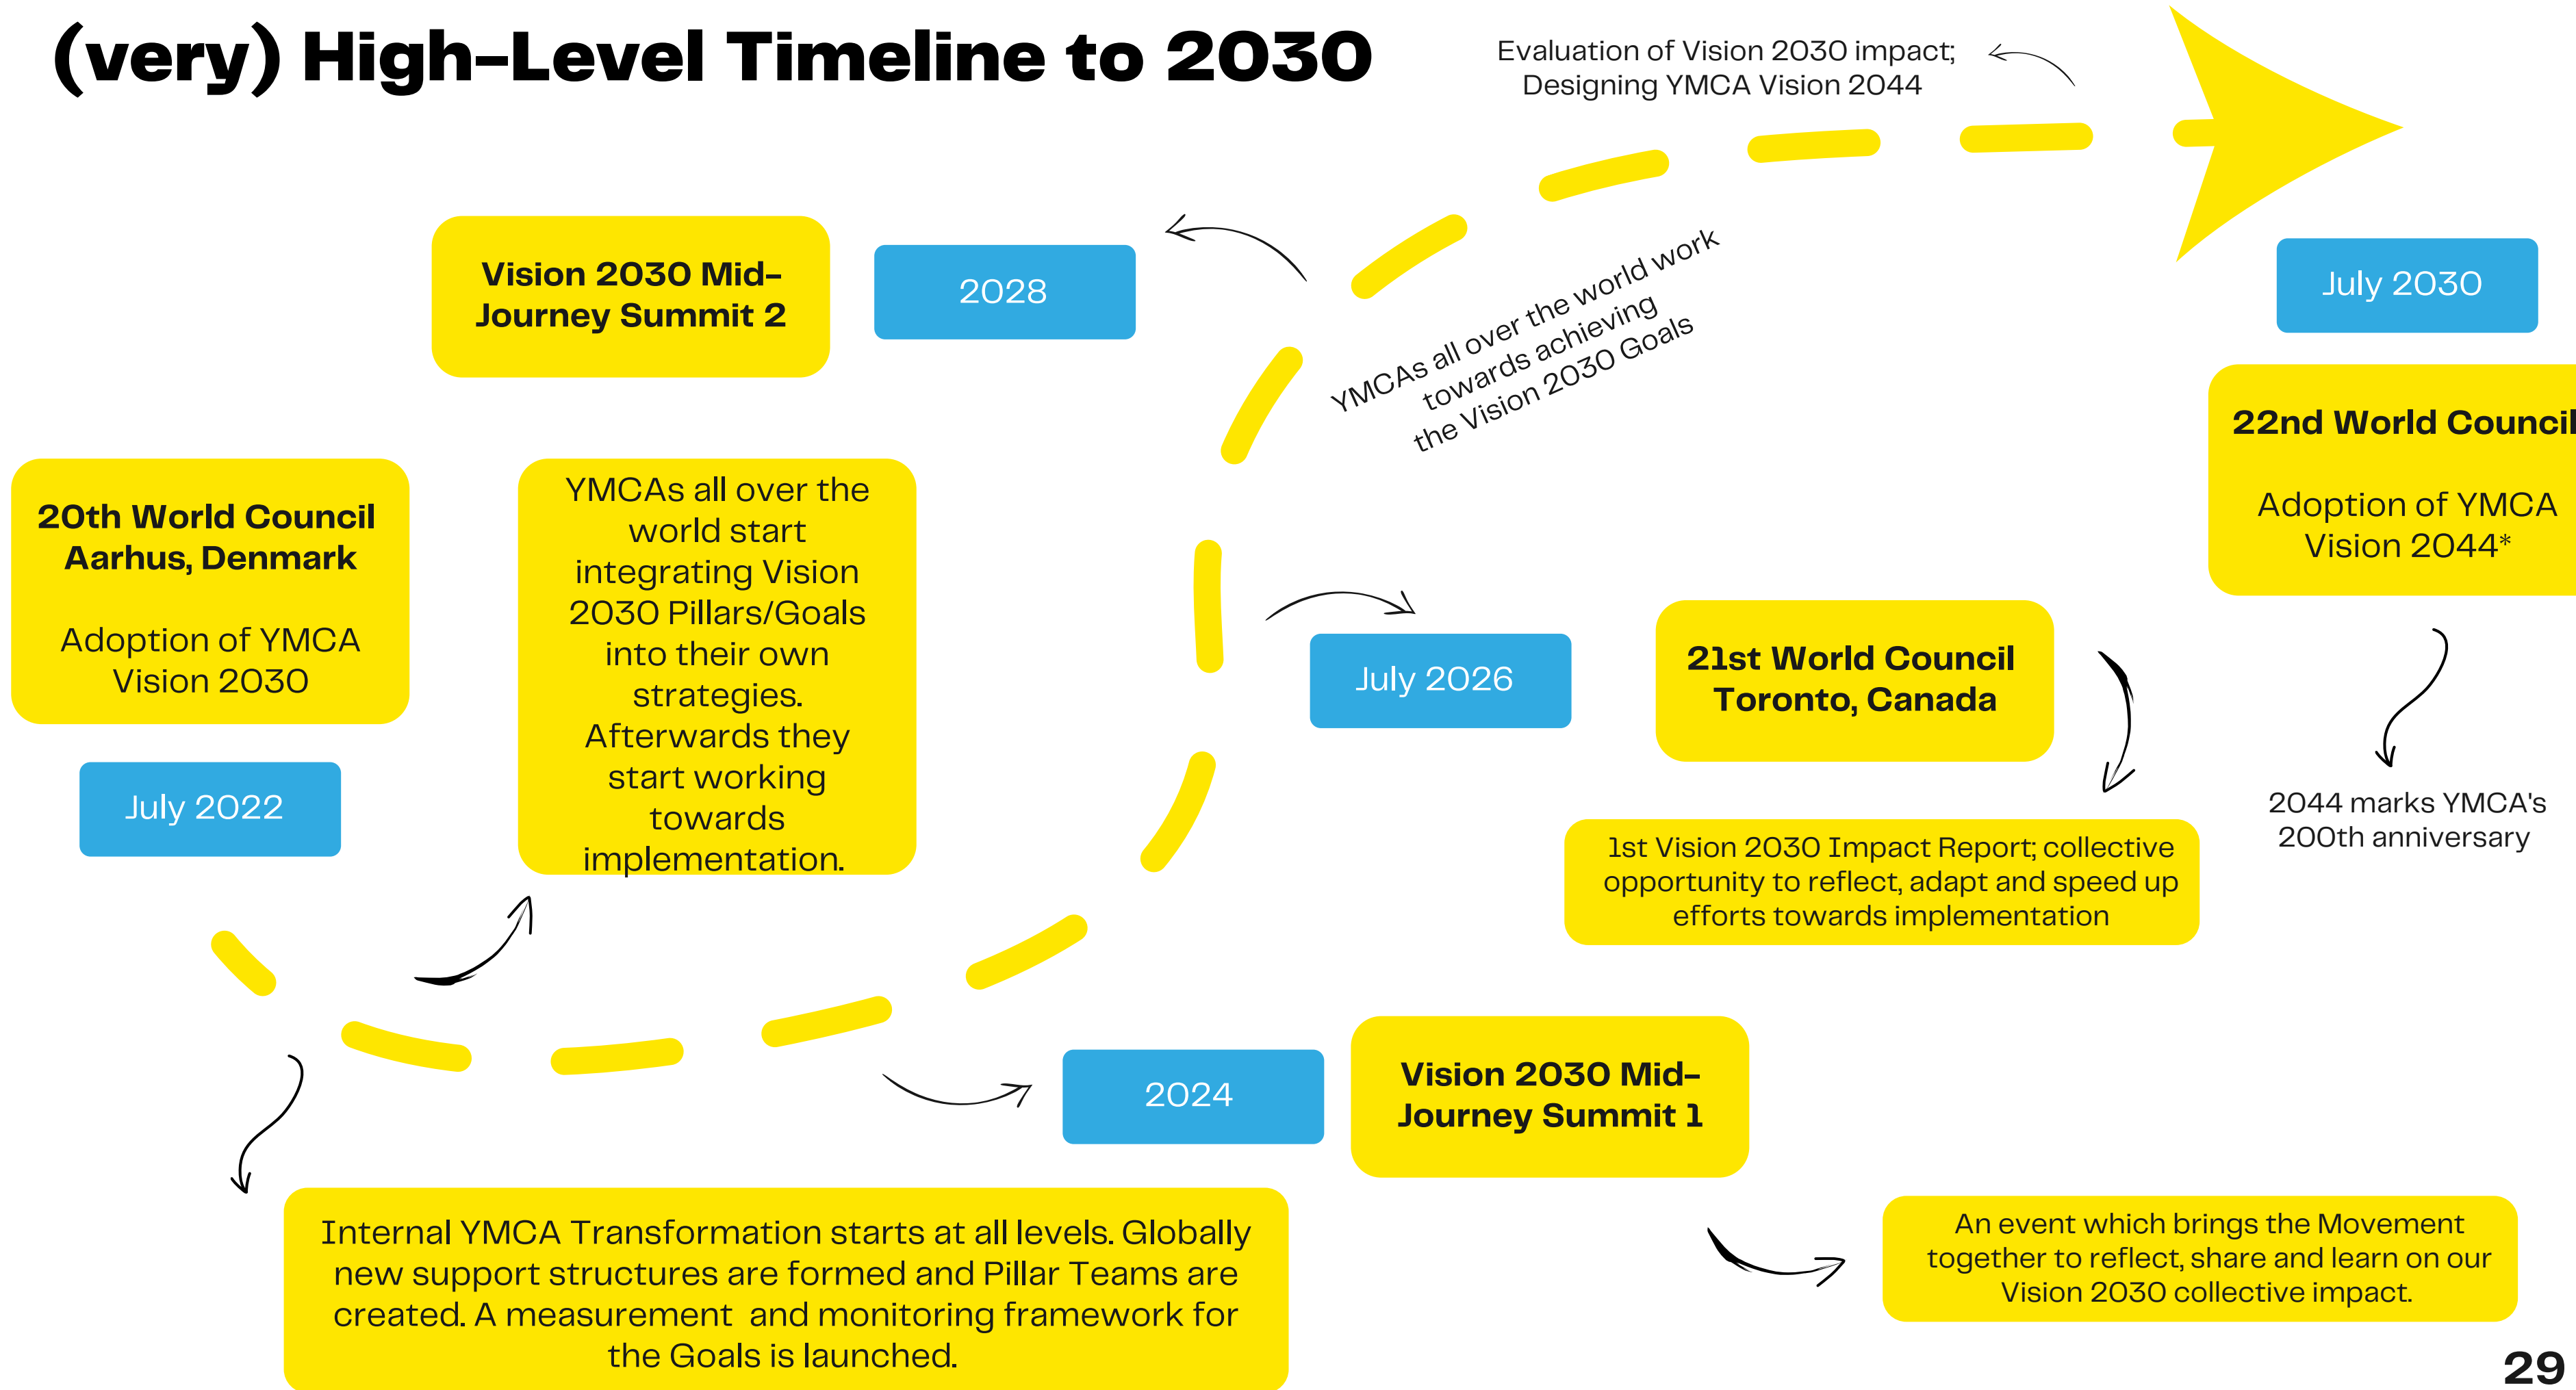 (very) High-Level Timeline to 2030
Evaluation of Vision 2030 impact;
Designing YMCA Vision 2044
Vision 2030 Mid-
Journey Summit 2
2028
YMCAs all over the world work
towards achieving
the Vision 2030 Goals
July 2030
22nd World Council
Adoption of YMCA
Vision 2044*
20th World Council
Aarhus, Denmark
Adoption of YMCA
Vision 2030
July 2022
YMCAs all over the
world start
integrating Vision
2030 Pillars/Goals
into their own
strategies.
Afterwards they
start working
towards
implementation.
July 2026
21st World Council
Toronto, Canada
1st Vision 2030 Impact Report; collective
opportunity to reflect, adapt and speed up
efforts towards implementation
2044 marks YMCA's
200th anniversary
2024
Vision 2030 Mid-
Journey Summit 1
Internal YMCA Transformation starts at all levels. Globally
new support structures are formed and Pillar Teams are
created. A measurement  and monitoring framework for
the Goals is launched.
An event which brings the Movement
together to reflect, share and learn on our
Vision 2030 collective impact.
29